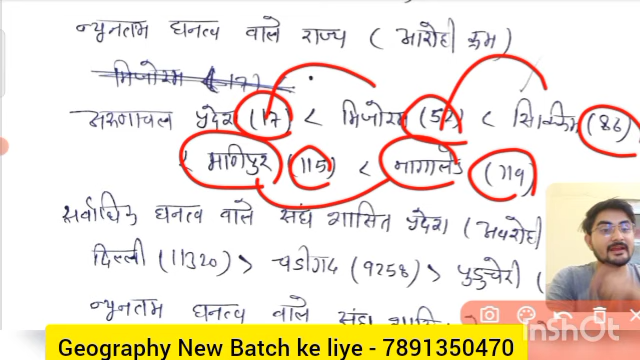 न्यूनतम घनत्व वाले राज्य ( आरोही क्रम )
मिजोरम ( 17 )
अरुणाचल प्रदेश (17) < मिजोरम (52) < सिक्किम (86)
< मणिपुर (115) < नागालैंड (119)
सर्वाधिक घनत्व वाले संघ शासित प्रदेश ( अवरोही
दिल्ली (11320) > चंडीगढ (9258) > पुडुचेरी (
न्यूनतम घनत्व वाले संघ
InShOt
Geography New Batch ke liye - 7891350470